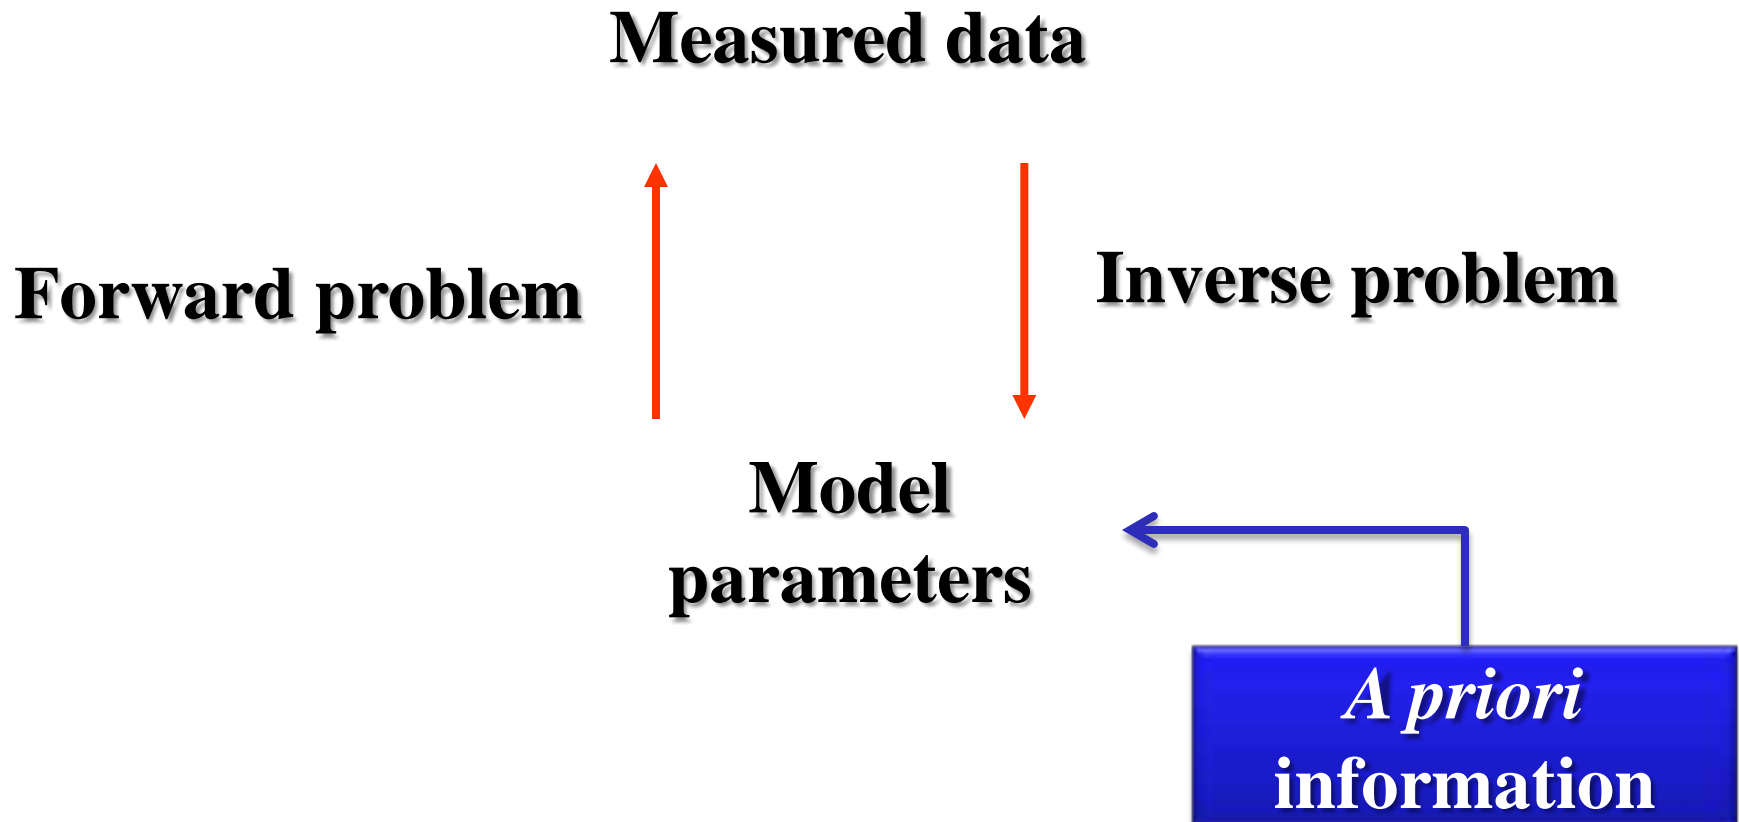 Measured data
Forward problem
Inverse problem
Model
parameters
A priori
information